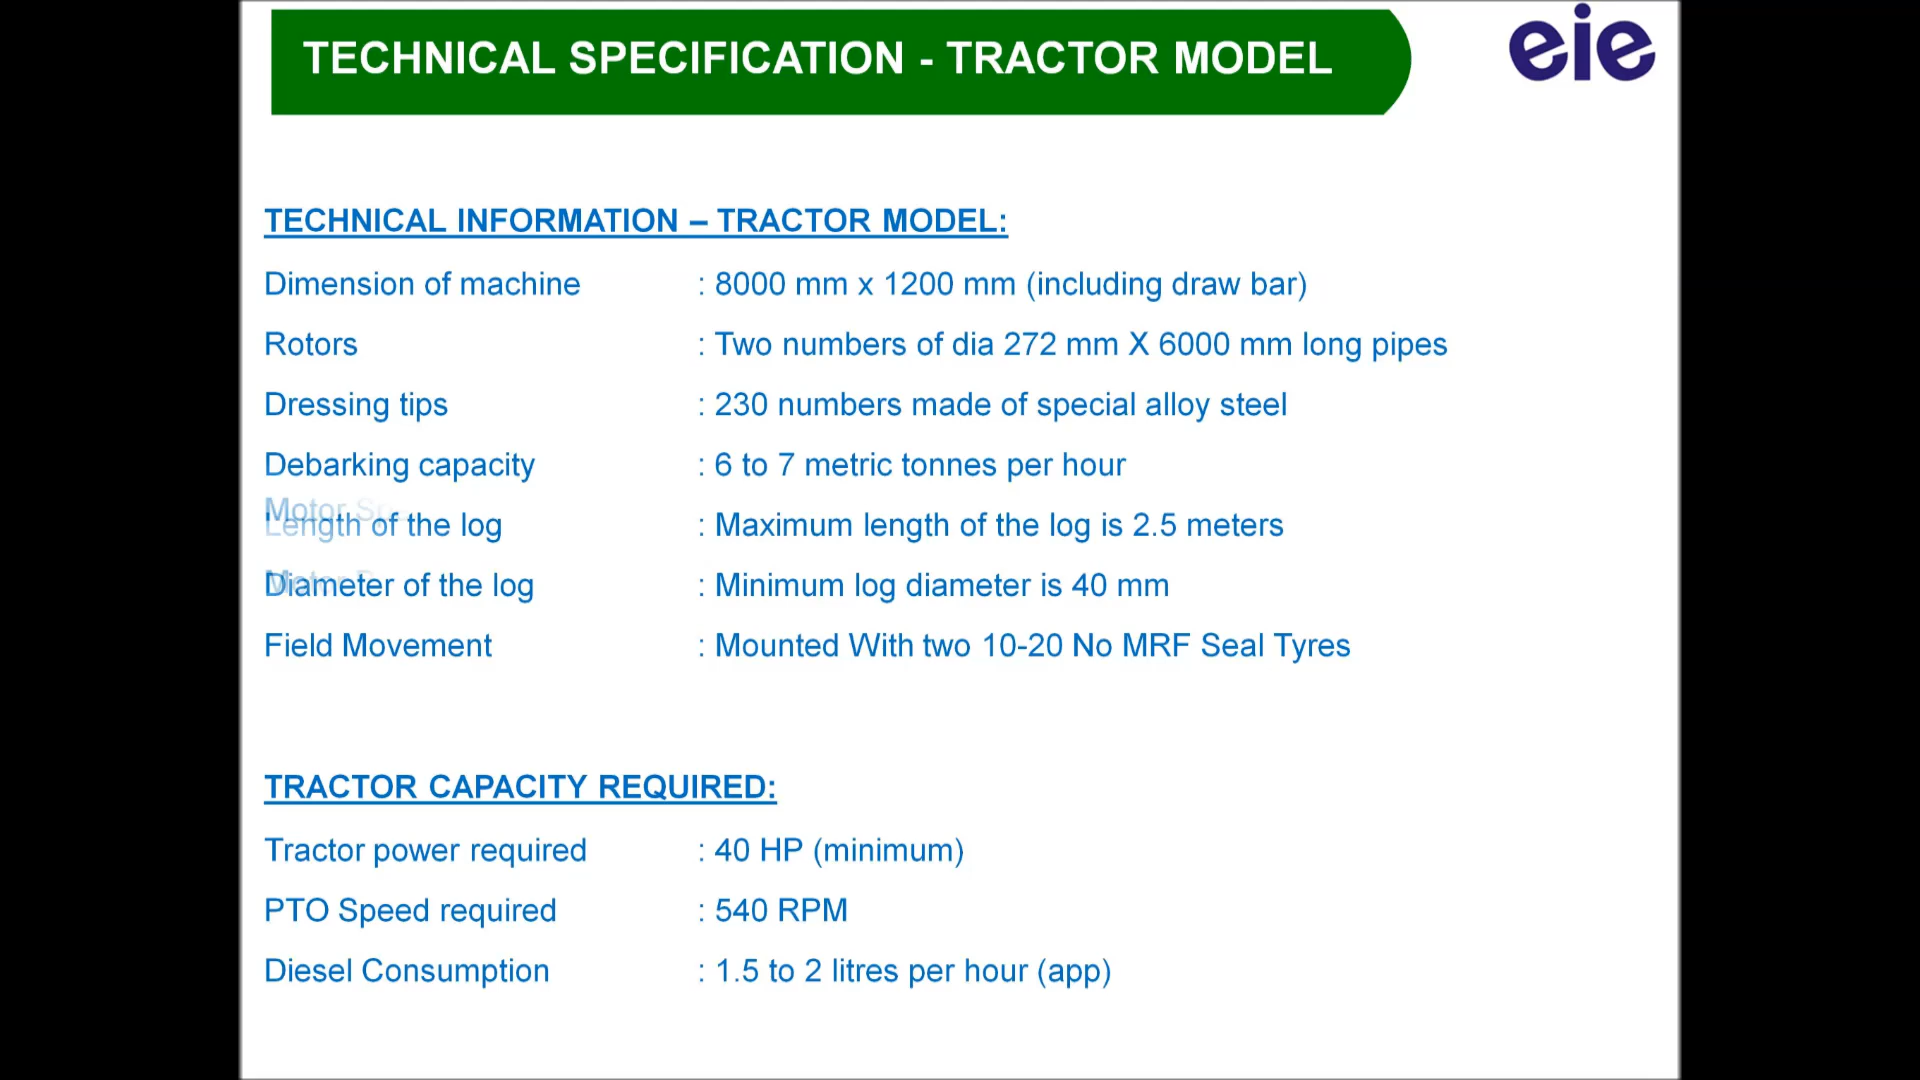 TECHNICAL SPECIFICATION - TRACTOR MODEL
eie
TECHNICAL INFORMATION – TRACTOR MODEL:
Dimension of machine : 8000 mm x 1200 mm (including draw bar)
Rotors : Two numbers of dia 272 mm X 6000 mm long pipes
Dressing tips : 230 numbers made of special alloy steel
Debarking capacity : 6 to 7 metric tonnes per hour
Motor
Length of the log : Maximum length of the log is 2.5 meters
Diameter of the log : Minimum log diameter is 40 mm
Field Movement : Mounted With two 10-20 No MRF Seal Tyres
TRACTOR CAPACITY REQUIRED:
Tractor power required : 40 HP (minimum)
PTO Speed required : 540 RPM
Diesel Consumption : 1.5 to 2 litres per hour (app)